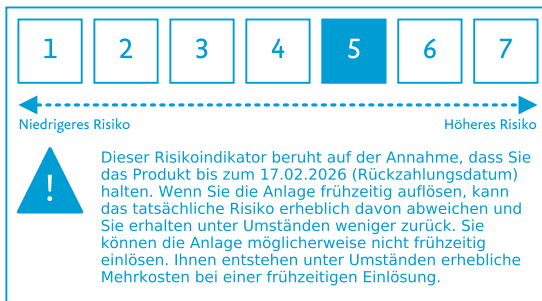 1 2 3 4 5 6 7
Niedrigeres Risiko Höheres Risiko
!
Dieser Risikoindikator beruht auf der Annahme, dass Sie
das Produkt bis zum 17.02.2026 (Rückzahlungsdatum)
halten. Wenn Sie die Anlage frühzeitig auflösen, kann
das tatsächliche Risiko erheblich davon abweichen und
Sie erhalten unter Umständen weniger zurück. Sie
können die Anlage möglicherweise nicht frühzeitig
einlösen. Ihnen entstehen unter Umständen erhebliche
Mehrkosten bei einer frühzeitigen Einlösung.